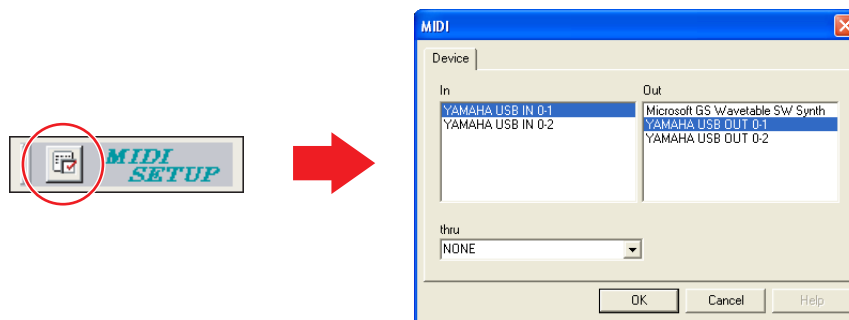 MIDI
SETUP
MIDI
Device
In
YAMAHA USB IN 0-1
YAMAHA USB IN 0-2
Out
Microsoft GS Wavetable SW Synth
YAMAHA USB OUT 0-1
YAMAHA USB OUT 0-2
thru
NONE
OK Cancel Help